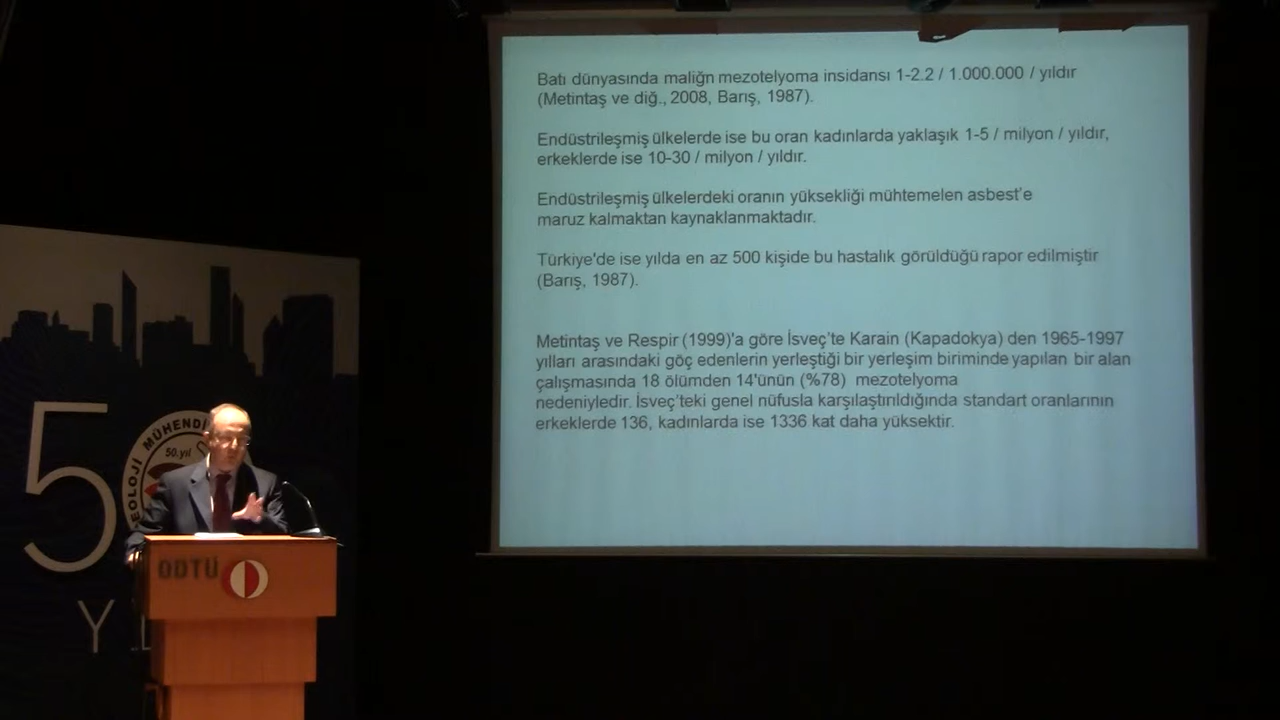 Batı dünyasında maliğn mezotelyoma insidansı 1-2.2 / 1.000.000 / yıldır
(Metintaş ve diğ., 2008, Barış, 1987).
Endüstrileşmiş ülkelerde ise bu oran kadınlarda yaklaşık 1-5 / milyon / yıldır,
erkeklerde ise 10-30 / milyon / yıldır.
Endüstrileşmiş ülkelerdeki oranın yüksekliği mühtemelen asbest'e
maruz kalmaktan kaynaklanmaktadır.
Türkiye'de ise yılda en az 500 kişide bu hastalık görüldüğü rapor edilmiştir
(Barış, 1987).
Metintaş ve Respir (1999)'a göre İsveç'te Karain (Kapadokya) den 1965-1997
yılları arasındaki göç edenlerin yerleştiği bir yerleşim biriminde yapılan bir alan
çalışmasında 18 ölümden 14'ünün (%78) mezotelyoma
nedeniyledir. İsveç'teki genel nüfusla karşılaştırıldığında standart oranlarının
erkeklerde 136, kadınlarda ise 1336 kat daha yüksektir.
5
EOLOJİ MÜHENDİ
50.yıl
Y
ODTÜ